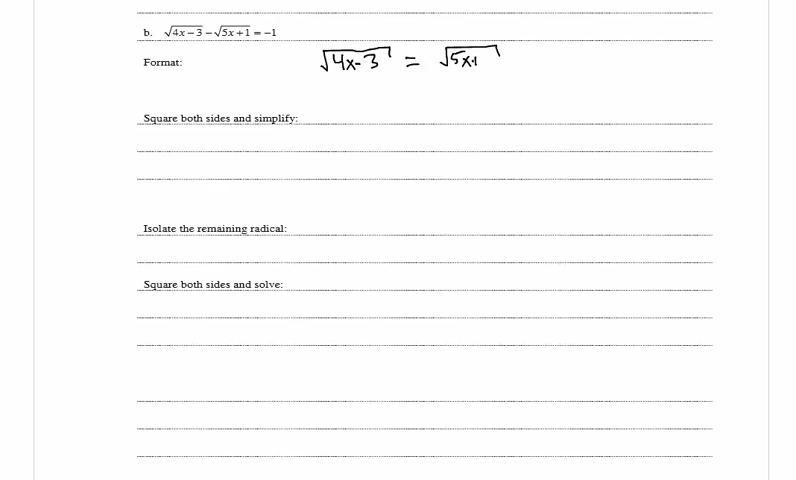 b. √4x − 3 − √5x + 1 = −1
Format: √4x-3 = √5x+1
Square both sides and simplify:
Isolate the remaining radical:
Square both sides and solve: